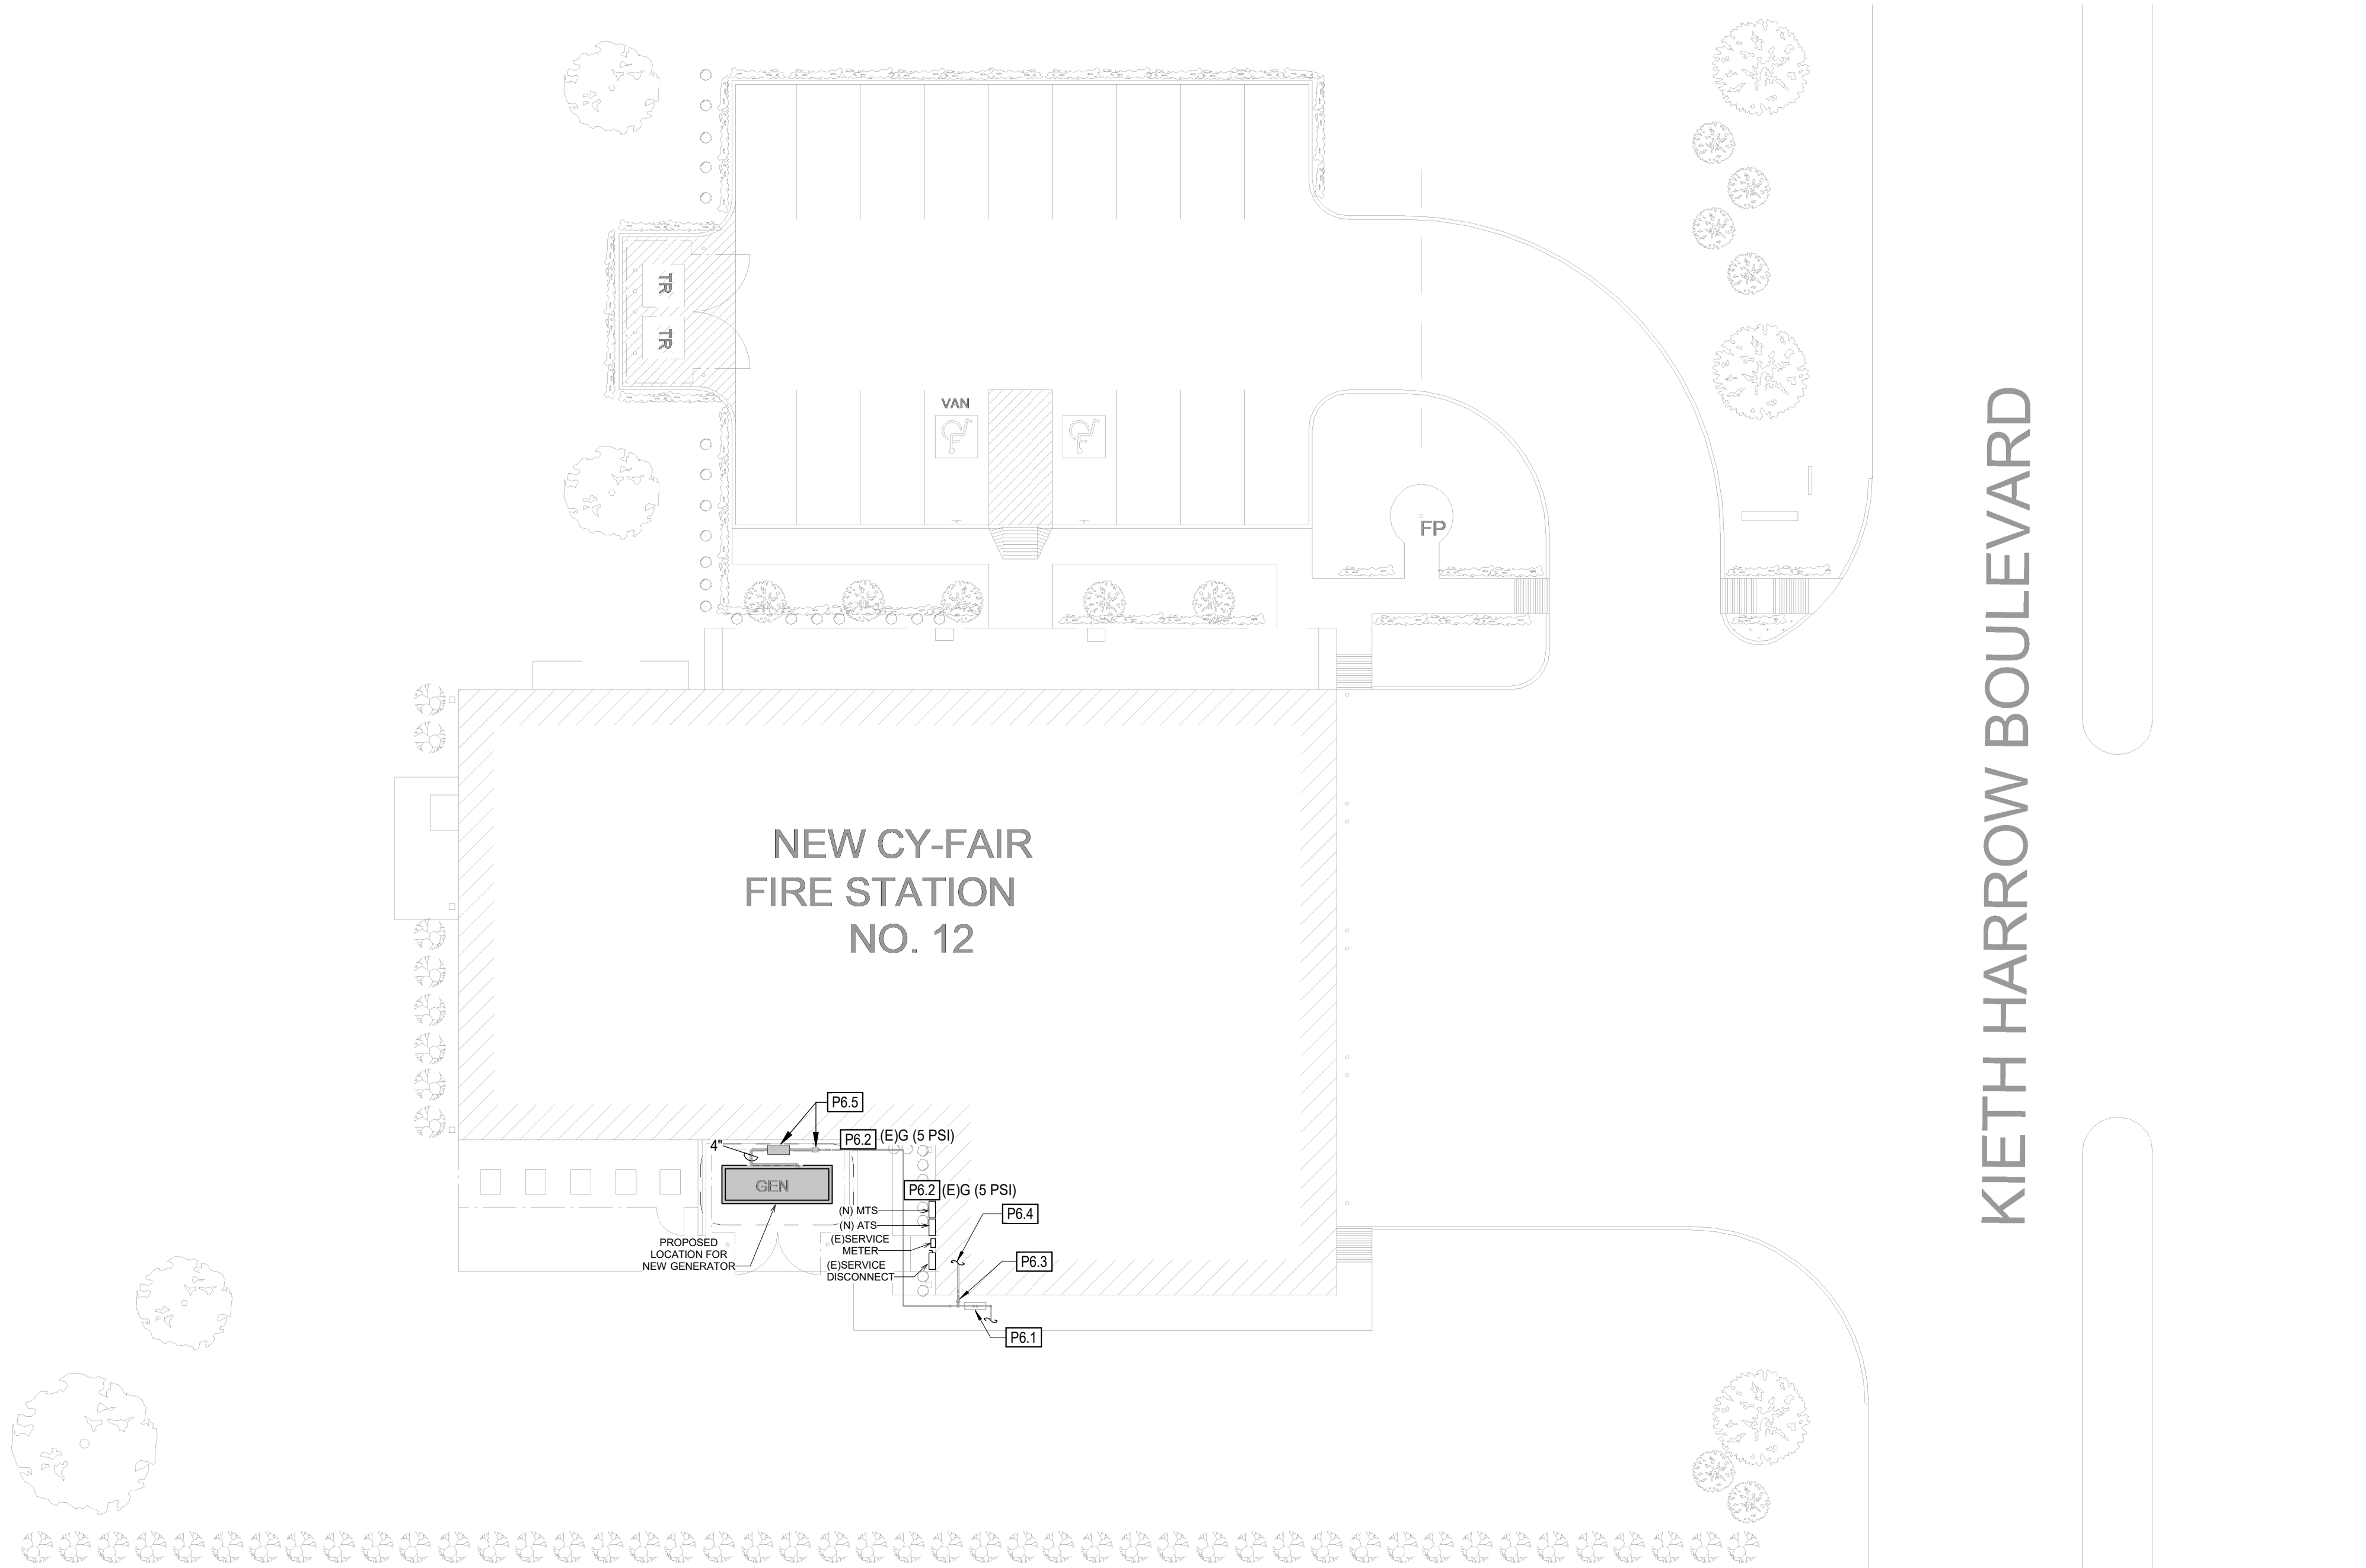 TR
TR
VAN
FP
KIETH HARROW BOULEVARD
NEW CY-FAIR
FIRE STATION
NO. 12
P6.5
P6.2 (E)G (5 PSI)
4"
GEN
P6.2 (E)G (5 PSI)
(N) MTS
(N) ATS
P6.4
(E)SERVICE
METER
(E)SERVICE
DISCONNECT
PROPOSED
LOCATION FOR
NEW GENERATOR
P6.3
P6.1